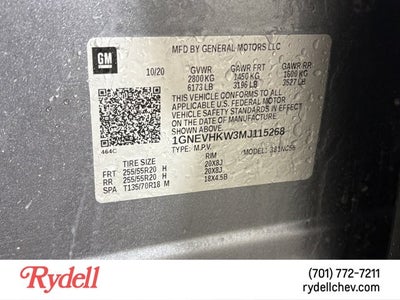 GM
MFD BY GENERAL MOTORS LLC
10/20 GVWR GAWR FRT GAWR RR
2800 KG 1450 KG 1600 KG
6173 LB 3196 LB 3527 LB
THIS VEHICLE CONFORMS TO ALL
APPLICABLE U.S. FEDERAL MOTOR
VEHICLE SAFETY STANDARDS IN
EFFECT ON THE DATE OF
MANUFACTURE SHOWN ABOVE.
1GNEVHKW3MJ115268
TYPE: M.P.V. MODEL:
464C
TIRE SIZE RIM
FRT 255/55R20 H 20X8J
RR 255/55R20 H 20X8J
SPA T135/70R18 M 18X4.5B
Rydell
(701) 772-7211
rydellchev.com